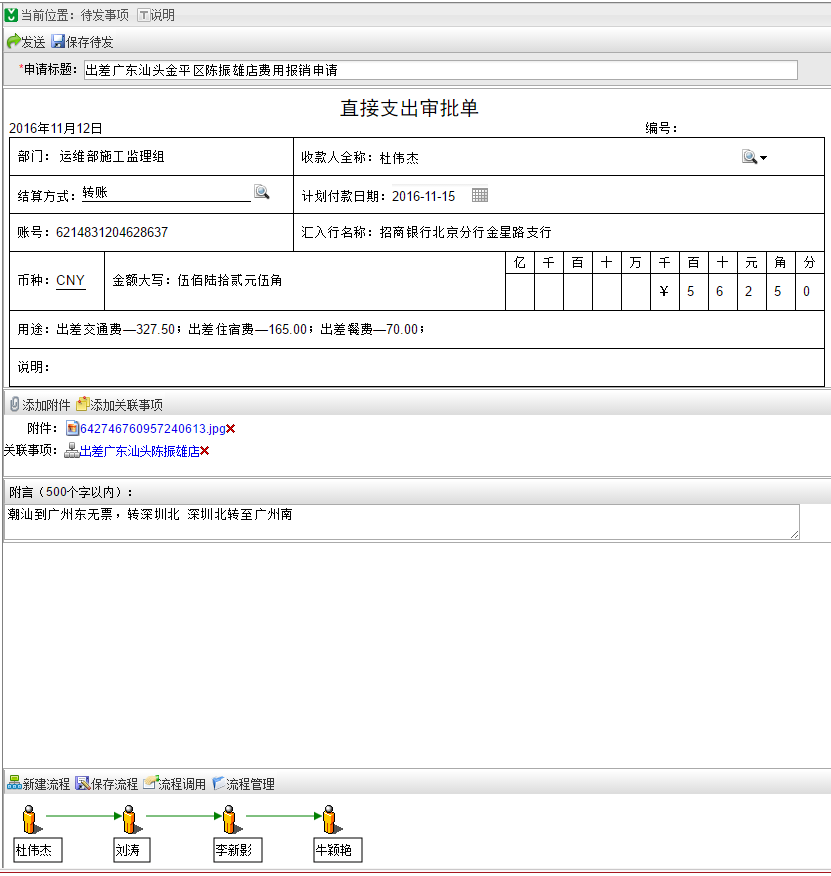 当前位置：待发事项 T说明
发送 保存待发
*申请标题：出差广东汕头金平区陈振雄店费用报销申请
直接支出审批单
2016年11月12日 编号：
部门：运维部施工监理组 收款人全称：杜伟杰
结算方式：转账 计划付款日期：2016-11-15
账号：6214831204628637 汇入行名称：招商银行北京分行金星路支行
币种：CNY 金额大写：伍佰陆拾贰元伍角 亿 千 百 十 万 千 百 十 元 角 分
¥ 5 6 2 5 0
用途：出差交通费—327.50；出差住宿费—165.00；出差餐费—70.00；
说明：
添加附件 添加关联事项
附件：642746760957240613.jpg
关联事项：出差广东汕头陈振雄店
附言（500个字以内）：
潮汕到广州东无票，转深圳北 深圳北转至广州南
新建流程 保存流程 流程调用 流程管理
杜伟杰 刘涛 李新影 牛颖艳